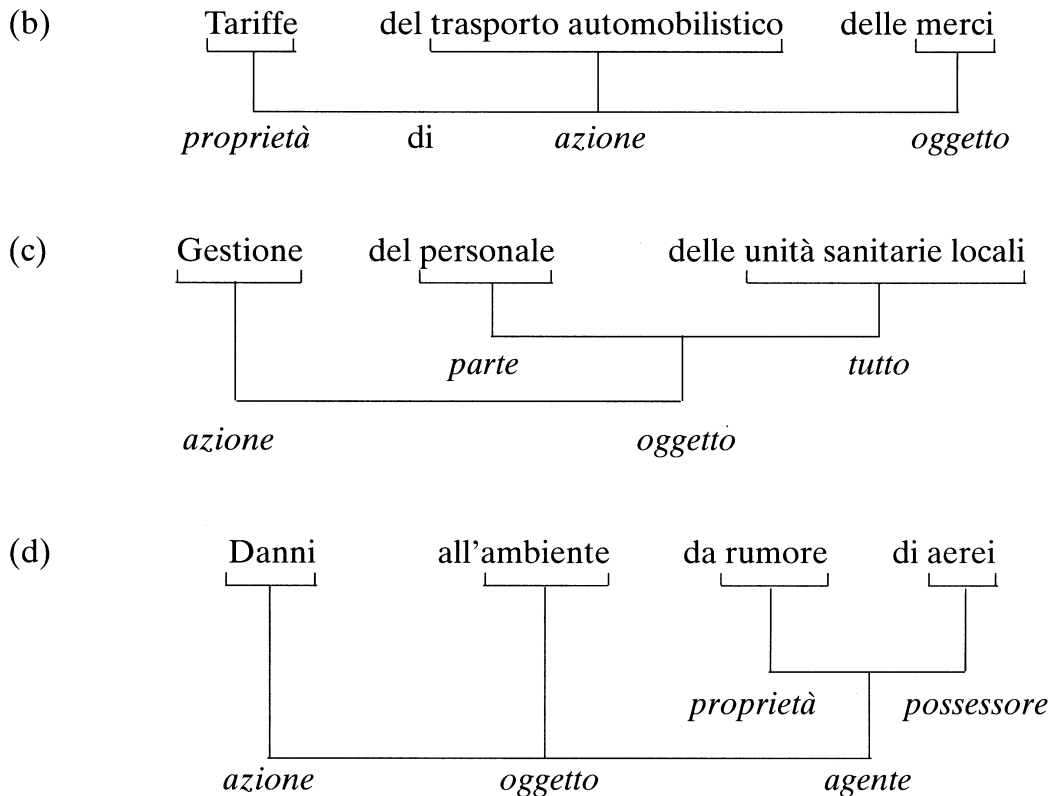 (b) Tariffe del trasporto automobilistico delle merci
proprietà di azione oggetto
(c) Gestione del personale delle unità sanitarie locali
parte tutto
azione oggetto
(d) Danni all'ambiente da rumore di aerei
proprietà possessore
azione oggetto agente